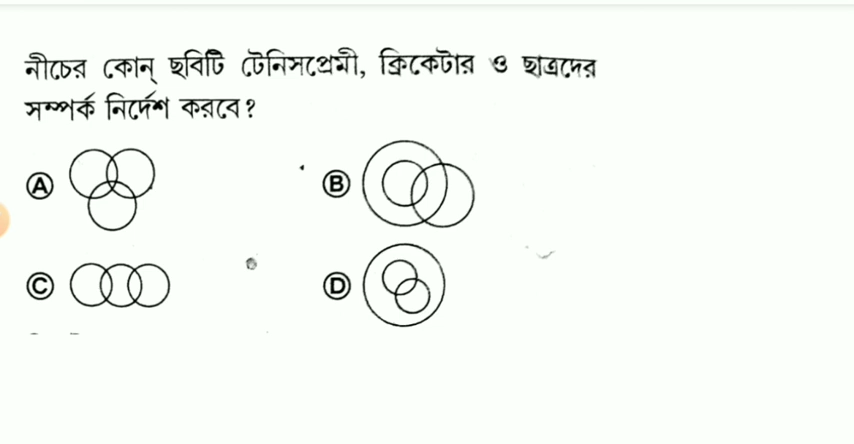 নীচের কোন্ ছবিটি টেনিসপ্রেমী, ক্রিকেটার ও ছাত্রদের
সম্পর্ক নির্দেশ করবে?
Ⓐ Ⓑ
Ⓒ Ⓓ